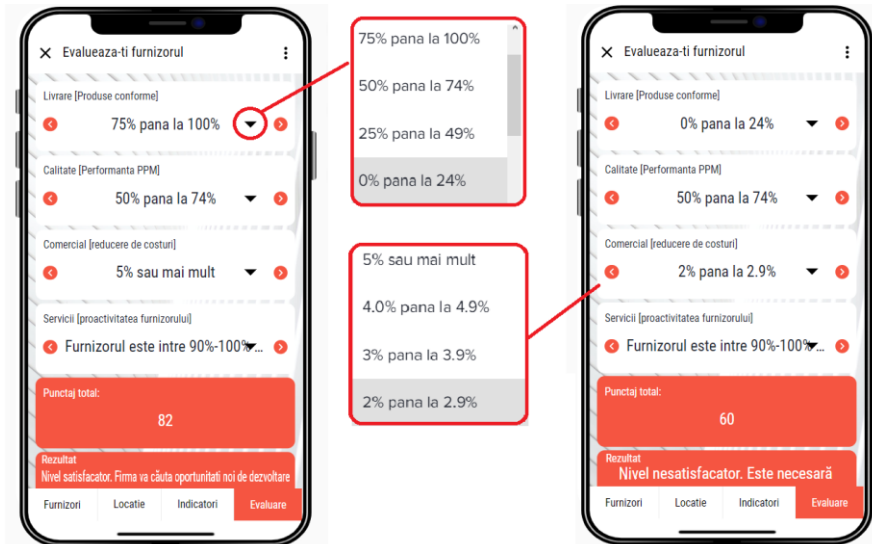 Evalueaza-ti furnizorul
Livrare [Produse conforme]
75% pana la 100%
Calitate [Performanta PPM]
50% pana la 74%
Comercial [reducere de costuri]
5% sau mai mult
Servicii [proactivitatea furnizorului]
Furnizorul este intre 90%-100%...
Punctaj total:
82
Rezultat
Nivel satisfacator. Firma va căuta oportunitati noi de dezvoltare
Furnizori Locatie Indicatori Evaluare
75% pana la 100%
50% pana la 74%
25% pana la 49%
0% pana la 24%
5% sau mai mult
4.0% pana la 4.9%
3% pana la 3.9%
2% pana la 2.9%
Evalueaza-ti furnizorul
Livrare [Produse conforme]
0% pana la 24%
Calitate [Performanta PPM]
50% pana la 74%
Comercial [reducere de costuri]
2% pana la 2.9%
Servicii [proactivitatea furnizorului]
Furnizorul este intre 90%-100%...
Punctaj total:
60
Rezultat
Nivel nesatisfacator. Este necesară
Furnizori Locatie Indicatori Evaluare